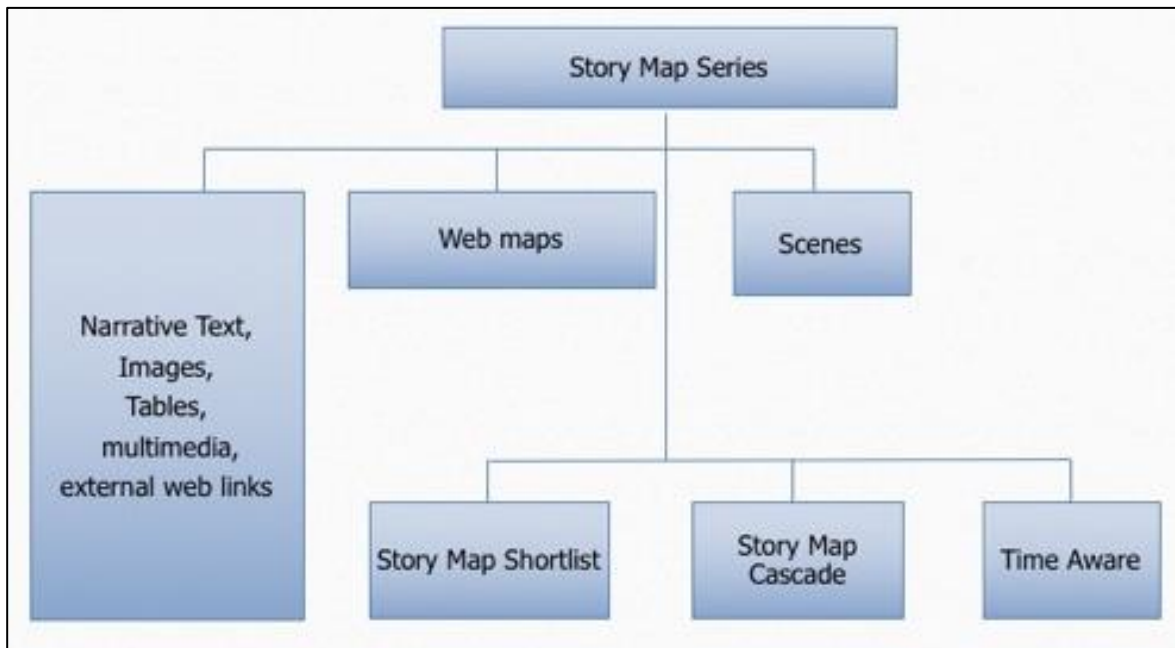 Story Map Series
Web maps
Scenes
Narrative Text,
Images,
Tables,
multimedia,
external web links
Story Map Shortlist
Story Map
Cascade
Time Aware